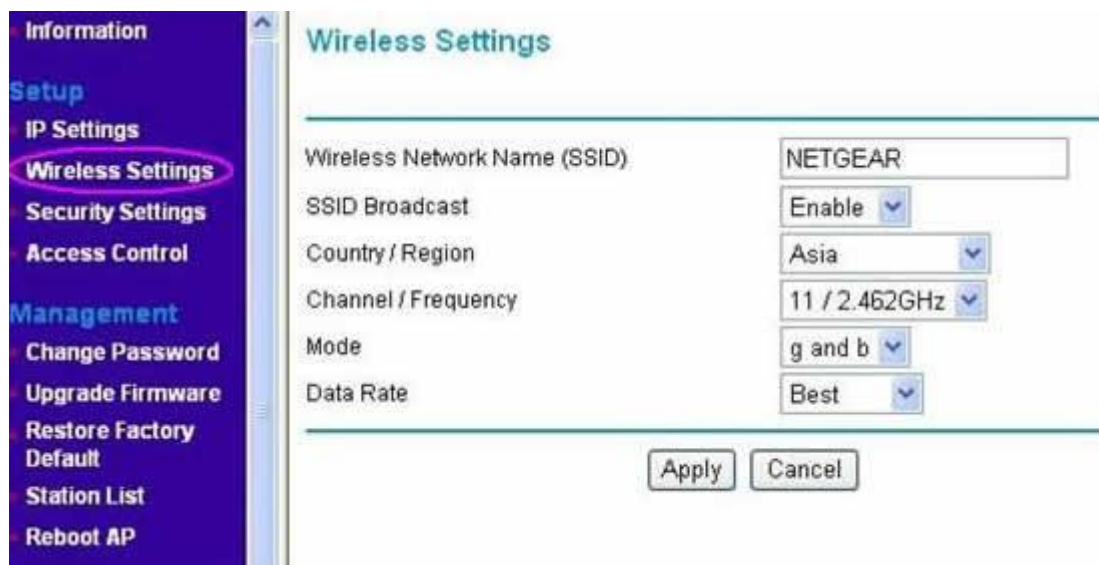 Information
Setup
IP Settings
Wireless Settings
Security Settings
Access Control
Management
Change Password
Upgrade Firmware
Restore Factory
Default
Station List
Reboot AP
Wireless Settings
Wireless Network Name (SSID) NETGEAR
SSID Broadcast Enable
Country / Region Asia
Channel / Frequency 11 / 2.462GHz
Mode g and b
Data Rate Best
Apply Cancel